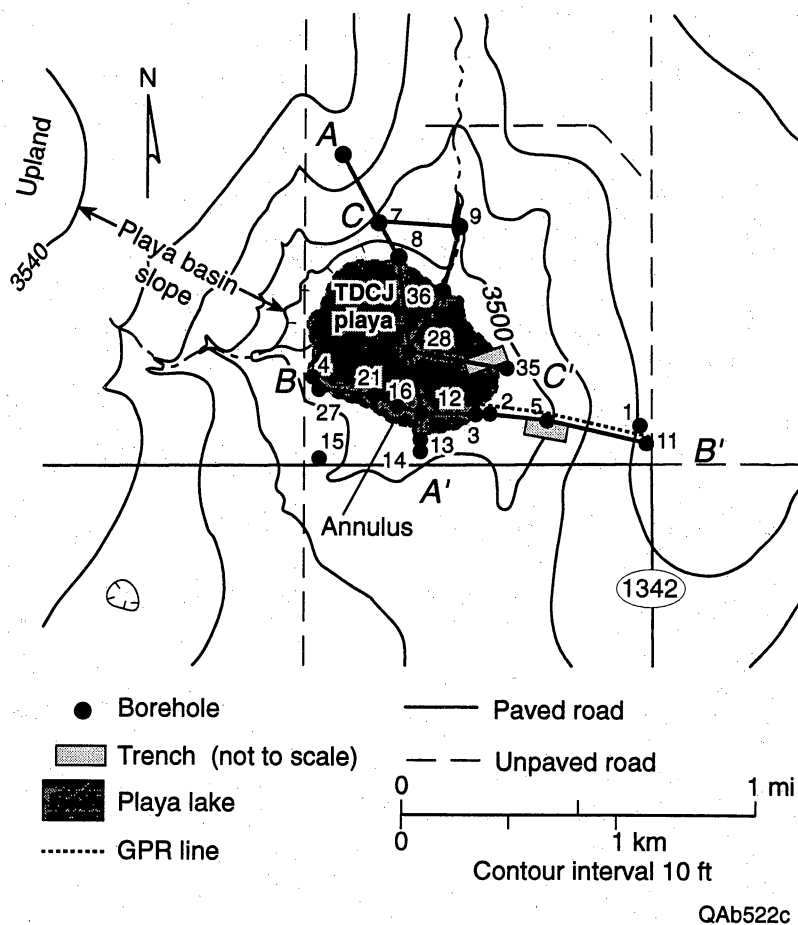 N
A
Upland
C
7
9
8
Playa basin
slope
3540
TDCJ
playa
36
3500
28
35
C'
4
B
21
16
12
2
5
1
27
3
11
15
13
B'
14
A'
Annulus
1342
Borehole
Paved road
Trench (not to scale)
Unpaved road
Playa lake
0
1 mi
GPR line
0
1 km
Contour interval 10 ft
QAb522c